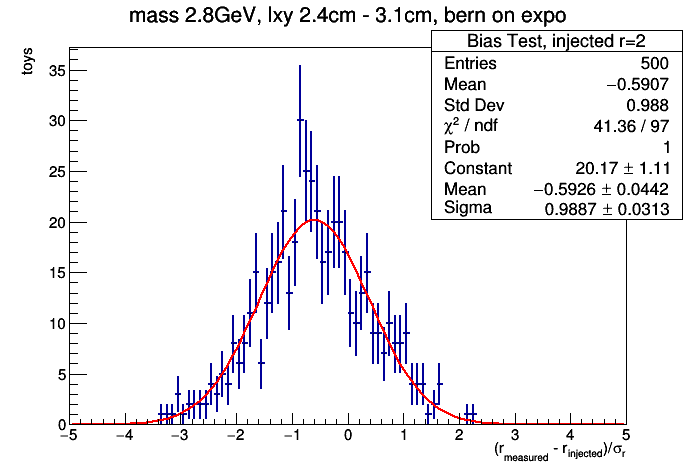 mass 2.8GeV, lxy 2.4cm - 3.1cm, bern on expo
toys
Bias Test, injected r=2
Entries 500
Mean −0.5907
Std Dev 0.988
χ² / ndf 41.36 / 97
Prob 1
Constant 20.17 ± 1.11
Mean −0.5926 ± 0.0442
Sigma 0.9887 ± 0.0313
35
30
25
20
15
10
5
0
−5 −4 −3 −2 −1 0 1 2 3 4 5
(r_measured - r_injected)/σ_r